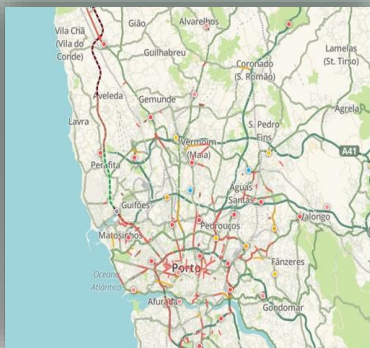 Vila Chã
(Vila do
Conde)
Gião
Alvarelhos
Guilhabreu
Lamelas
(St. Tirso)
Coronado
(S. Romão)
Aveleda
Gemunde
Agrela
Lavra
S. Pedro
Fins
Vermoim
(Maia)
A41
Perafita
Águas
Santas
Guifões
Valongo
Pedrouços
Matosinhos
Fânzeres
Oceano
Atlântico
Porto
Afurada
Gondomar